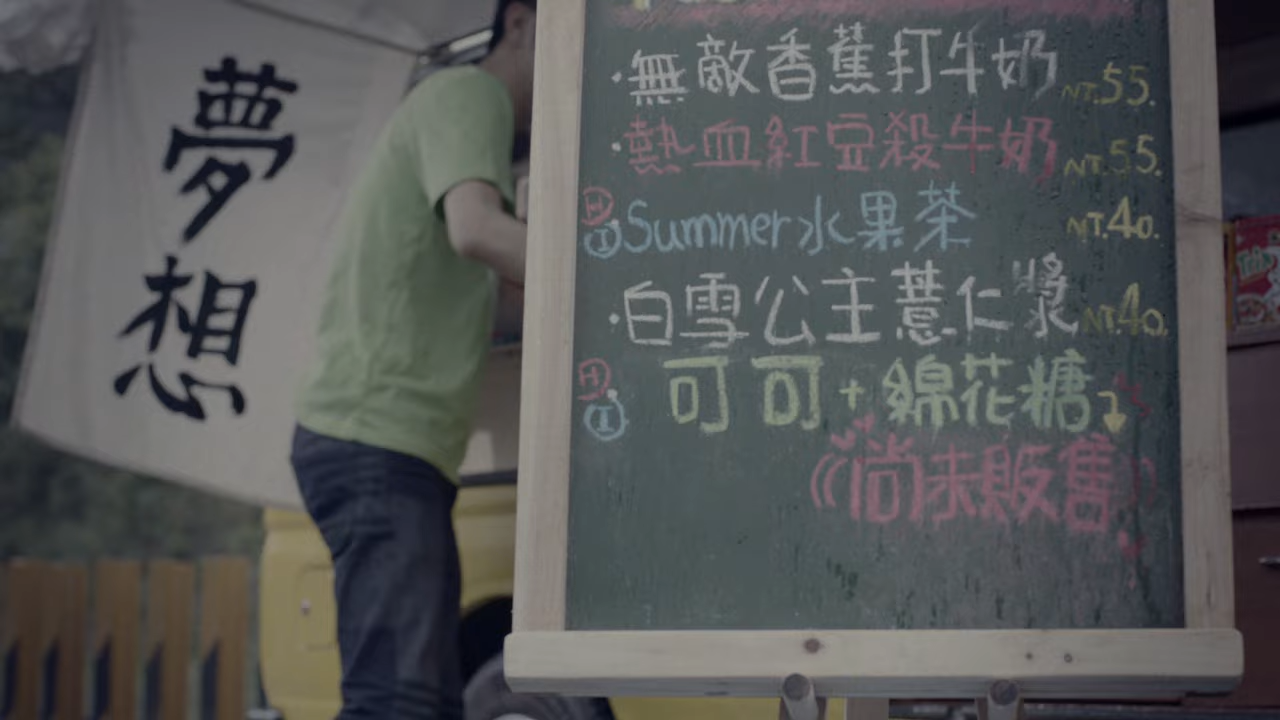 夢想
·無敵香蕉打牛奶 NT.55.
·熱血紅豆殺牛奶 NT.55.
H I Summer水果茶 NT.40.
·白雪公主薏仁漿 NT.40.
H I 可可+綿花糖
((尚未販售))